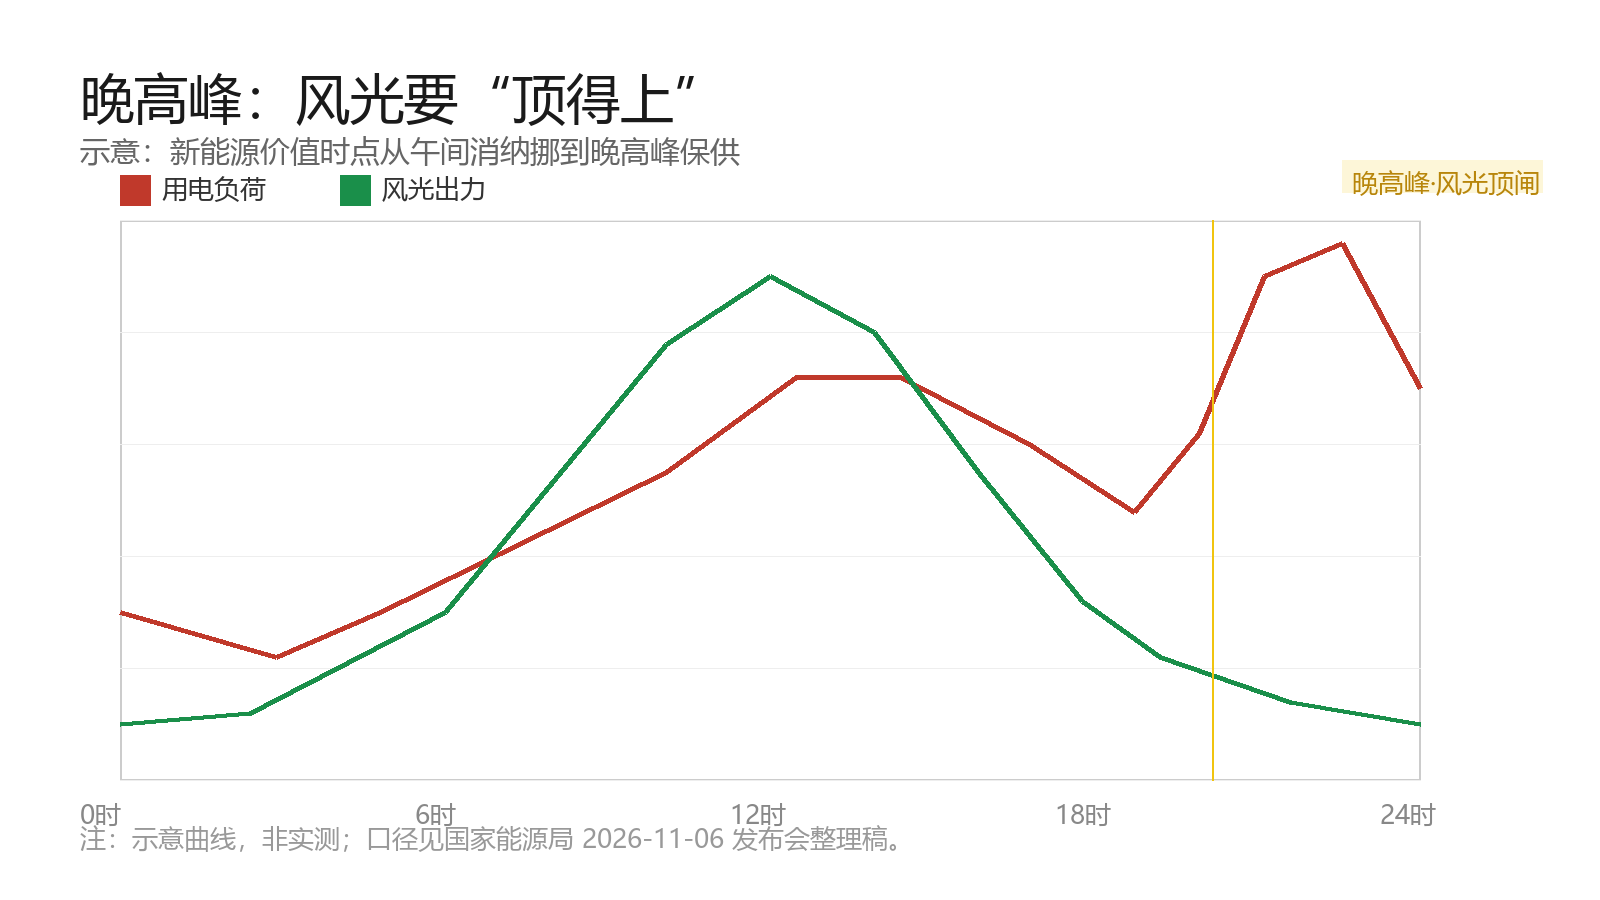 晚高峰：风光要“顶得上”
示意：新能源价值时点从午间消纳挪到晚高峰保供
用电负荷 风光出力
晚高峰·风光顶闸
0时 6时 12时 18时 24时
注：示意曲线，非实测；口径见国家能源局 2026-11-06 发布会整理稿。